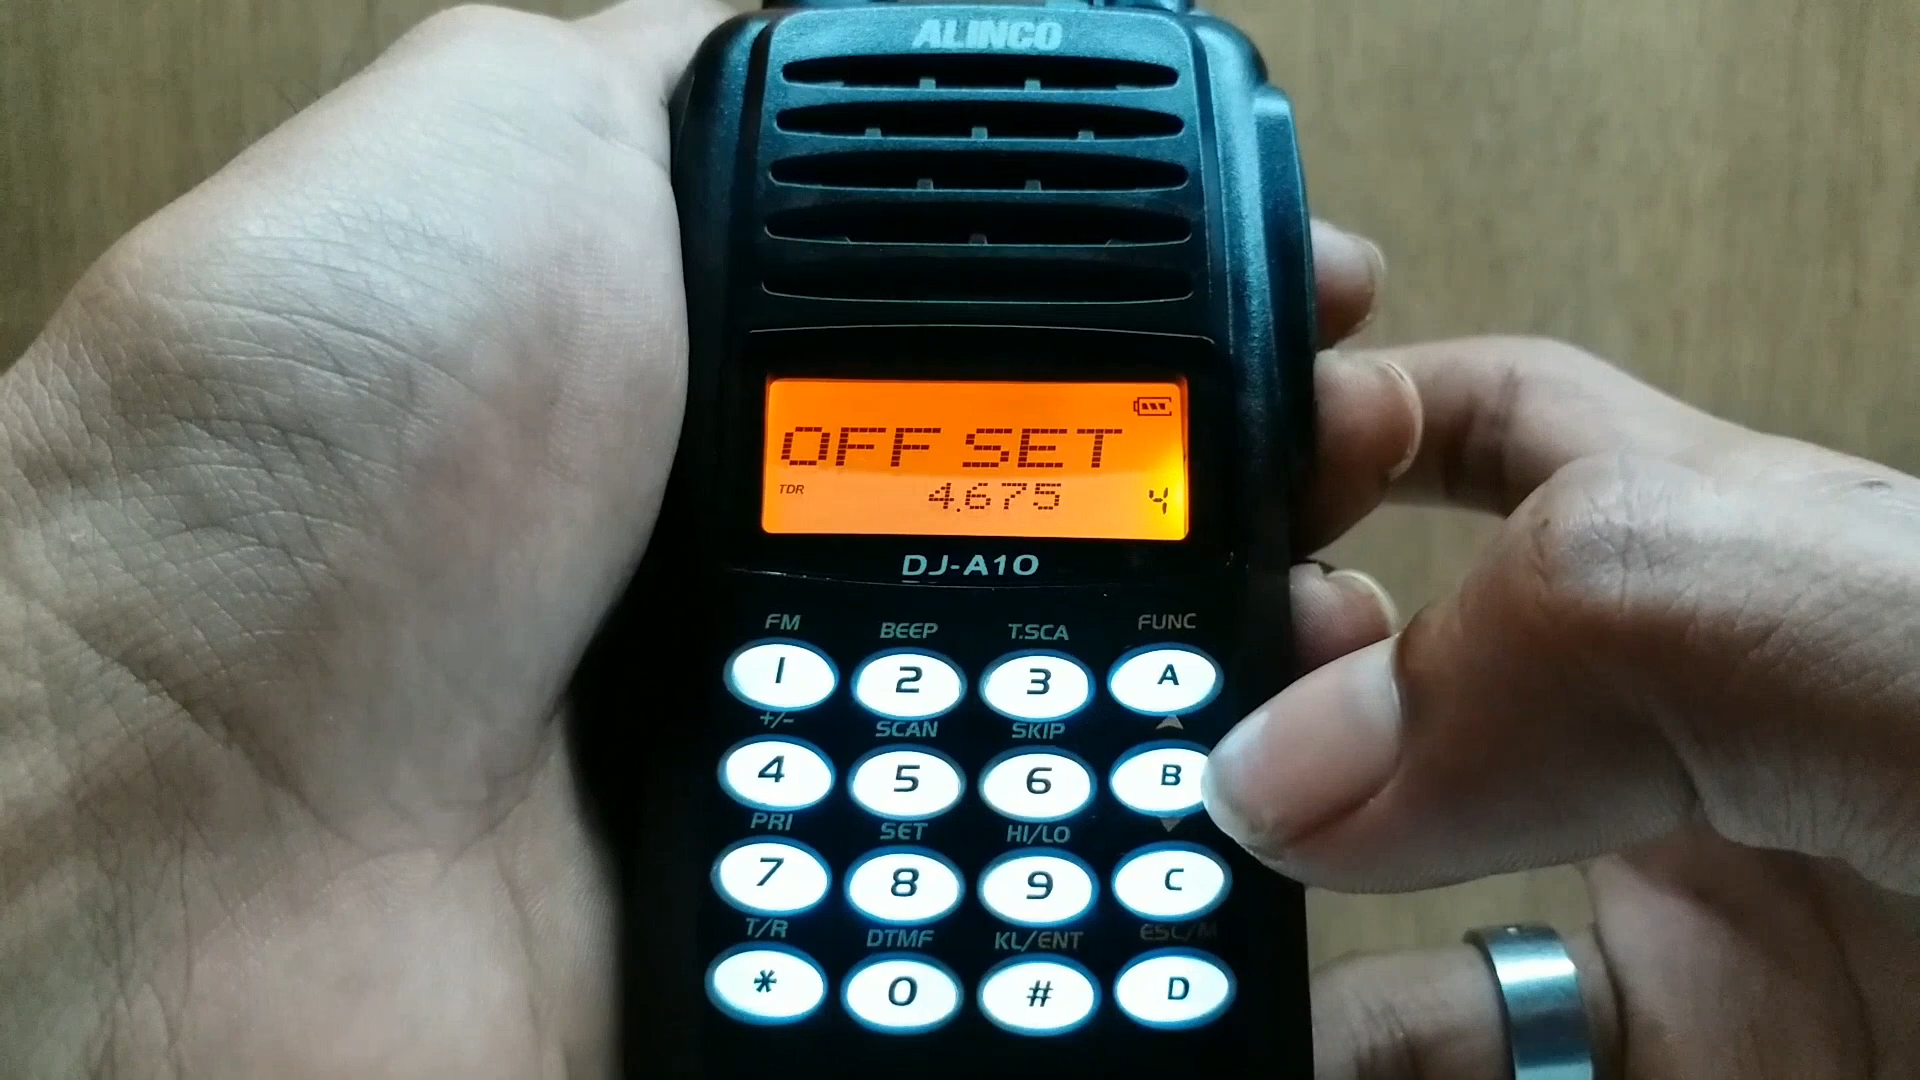 ALINCO
OFF SET
TDR 4.675 4
DJ-A10
FM BEEP T.SCA FUNC
1 2 3 A
+/- SCAN SKIP
4 5 6 B
PRI SET HI/LO
7 8 9 C
T/R DTMF KL/ENT ESC/M
* 0 # D